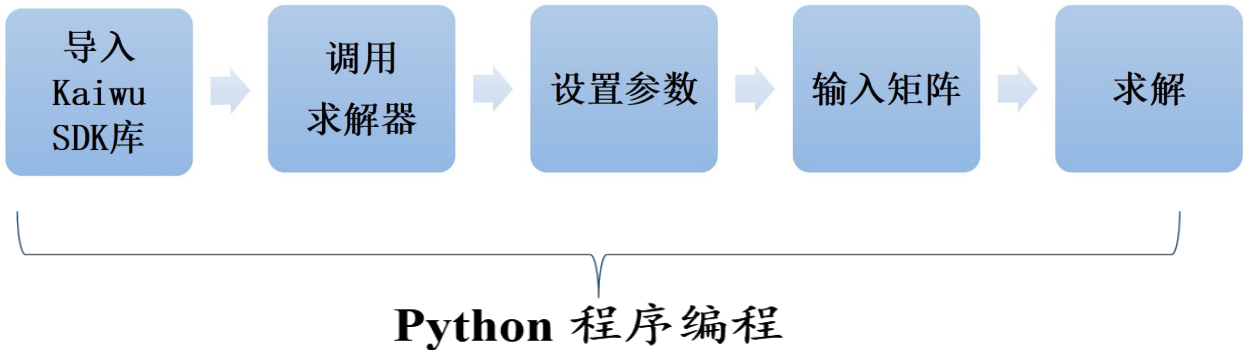 导入
Kaiwu
SDK库
调用
求解器
设置参数
输入矩阵
求解
Python 程序编程